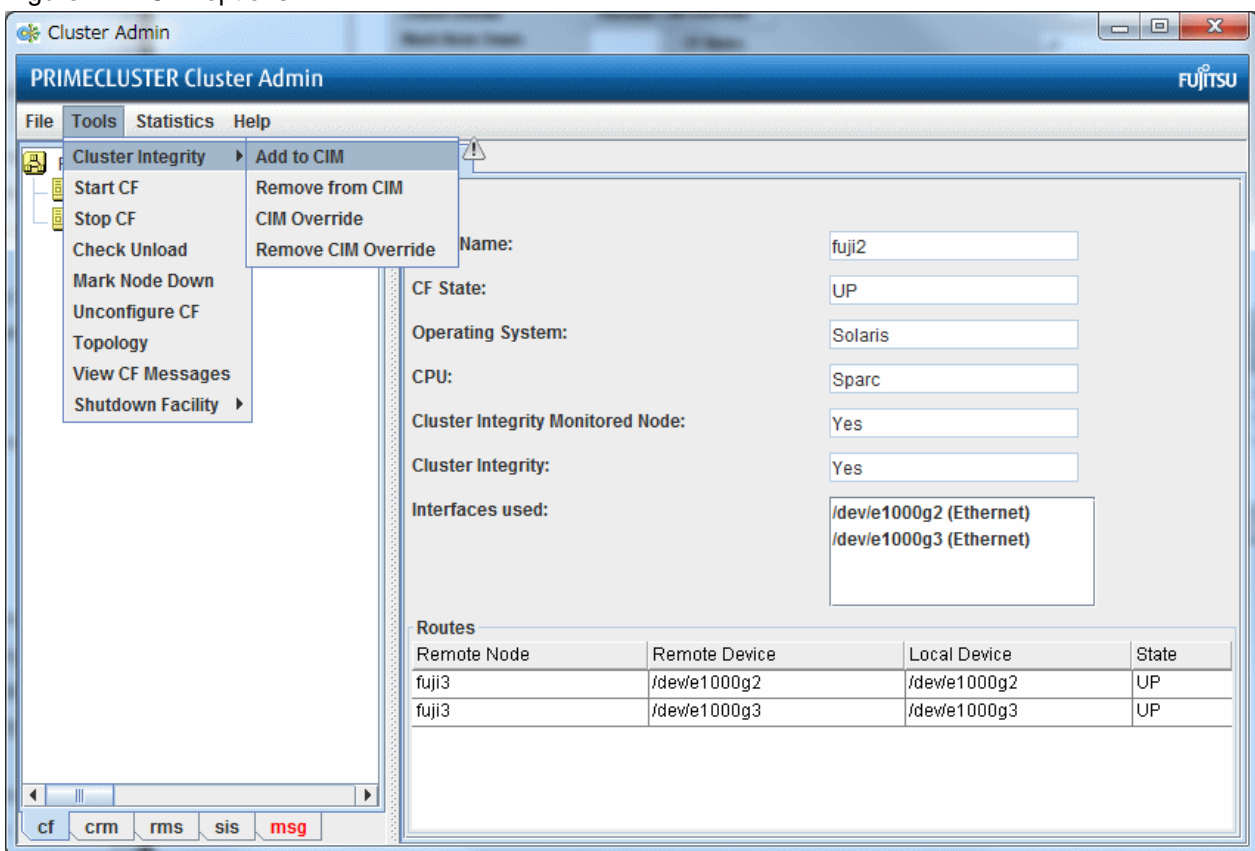 Cluster Admin
PRIMECLUSTER Cluster Admin
FUJITSU
File Tools Statistics Help
Cluster Integrity
Start CF
Stop CF
Check Unload
Mark Node Down
Unconfigure CF
Topology
View CF Messages
Shutdown Facility
Add to CIM
Remove from CIM
CIM Override
Remove CIM Override
Name: fuji2
CF State: UP
Operating System: Solaris
CPU: Sparc
Cluster Integrity Monitored Node: Yes
Cluster Integrity: Yes
Interfaces used: /dev/e1000g2 (Ethernet)
/dev/e1000g3 (Ethernet)
Routes
Remote Node Remote Device Local Device State
fuji3 /dev/e1000g2 /dev/e1000g2 UP
fuji3 /dev/e1000g3 /dev/e1000g3 UP
cf crm rms sis msg